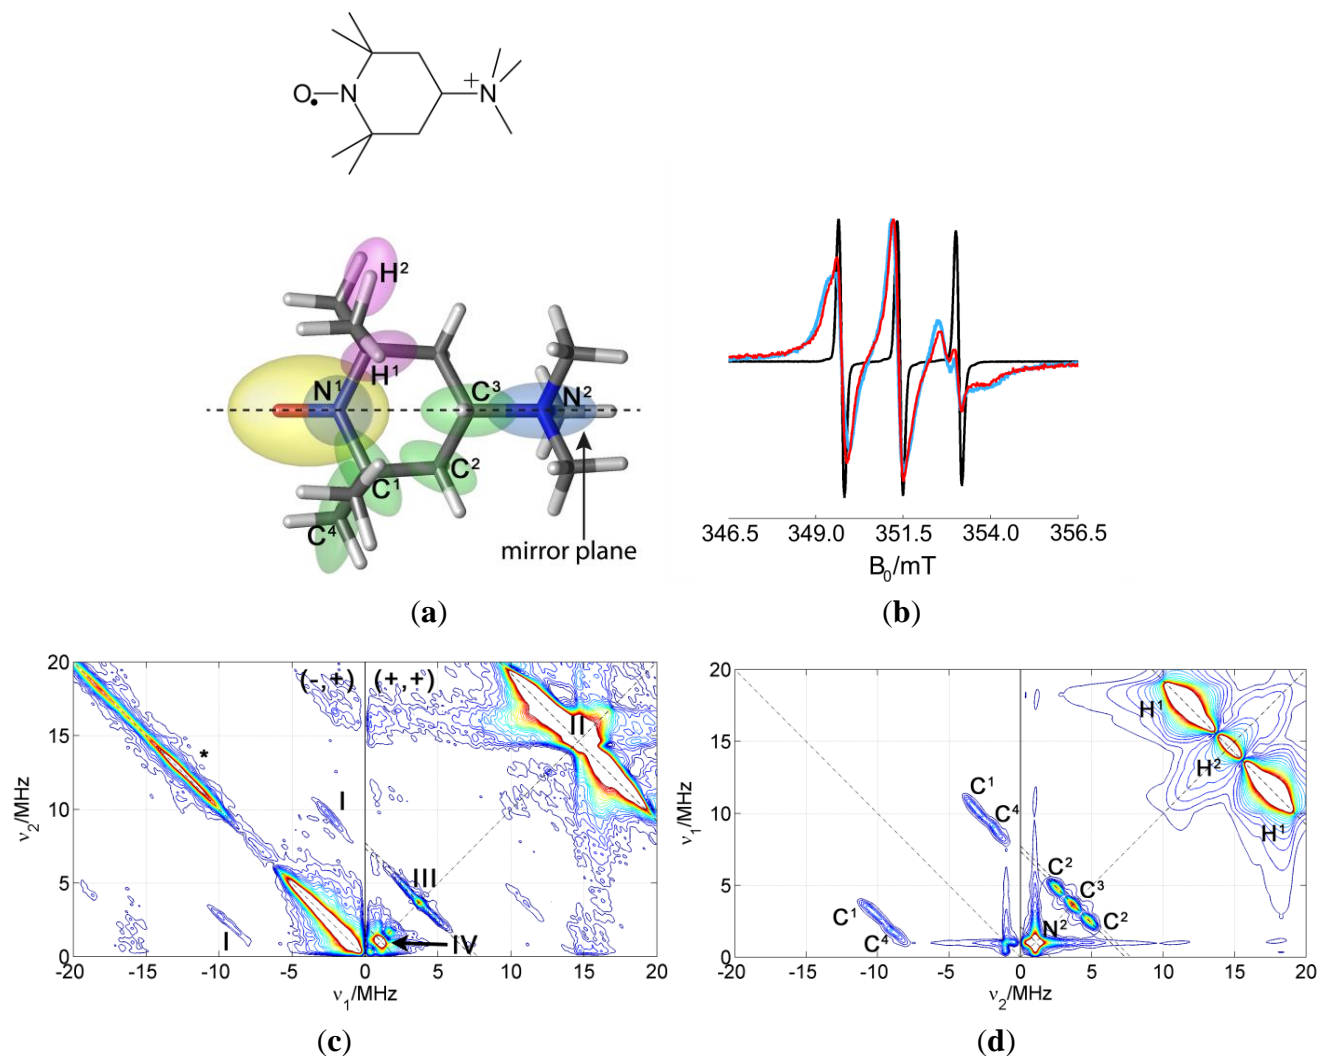 O• N + N
H²
N¹ H¹ C³ N²
C¹ C²
C⁴
mirror plane
346.5 349.0 351.5 354.0 356.5
B₀/mT
(a) (b)
20 (-,+) (+,+)
15 II
* 
10 I
5 III
I IV
0
-20 -15 -10 -5 0 5 10 15 20
ν₂/MHz
ν₁/MHz
(c)
20
H¹
15 H²
C¹
10 C⁴ H¹
5 C² C³
C¹ C⁴ N² C²
0
-20 -15 -10 -5 0 5 10 15 20
ν₁/MHz
ν₂/MHz
(d)